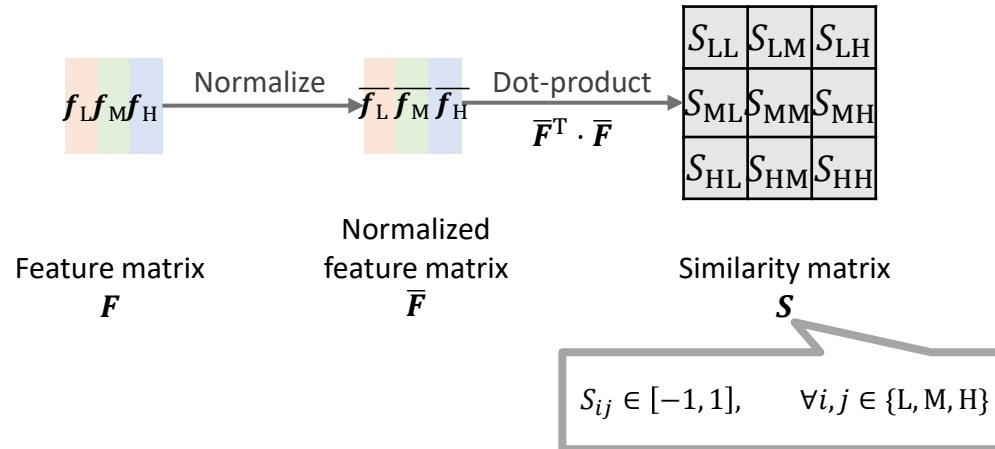 f_L f_M f_H
Normalize
f̅_L f̅_M f̅_H
Dot-product
F̅^T · F̅
S_LL S_LM S_LH
S_ML S_MM S_MH
S_HL S_HM S_HH
Feature matrix
F
Normalized
feature matrix
F̅
Similarity matrix
S
S_ij ∈ [−1, 1], ∀i, j ∈ {L, M, H}